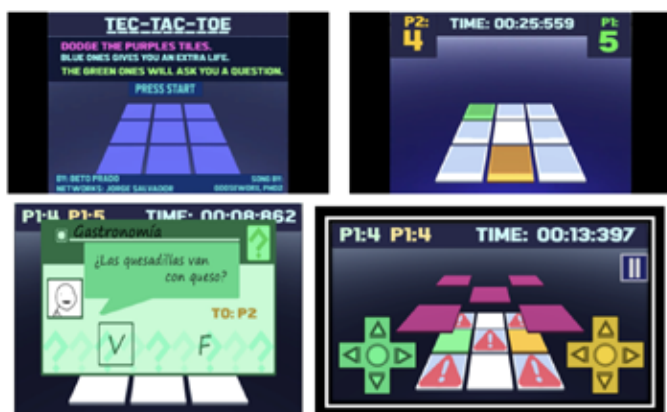 TEC-TAC-TOE
DODGE THE PURPLES TILES.
BLUE ONES GIVES YOU AN EXTRA LIFE.
THE GREEN ONES WILL ASK YOU A QUESTION.
PRESS START
BY: BETO PRADO
NETWORKS: JORGE SALVADOR
SONG BY:
GOOSEWORX, PHOZ
P2:
4
TIME: 00:25:559
P1:
5
P1:4 P1:5 TIME: 00:08:862
Gastronomía
?
¿Las quesadillas van
con queso?
TO: P2
V F
P1:4 P1:4 TIME: 00:13:397